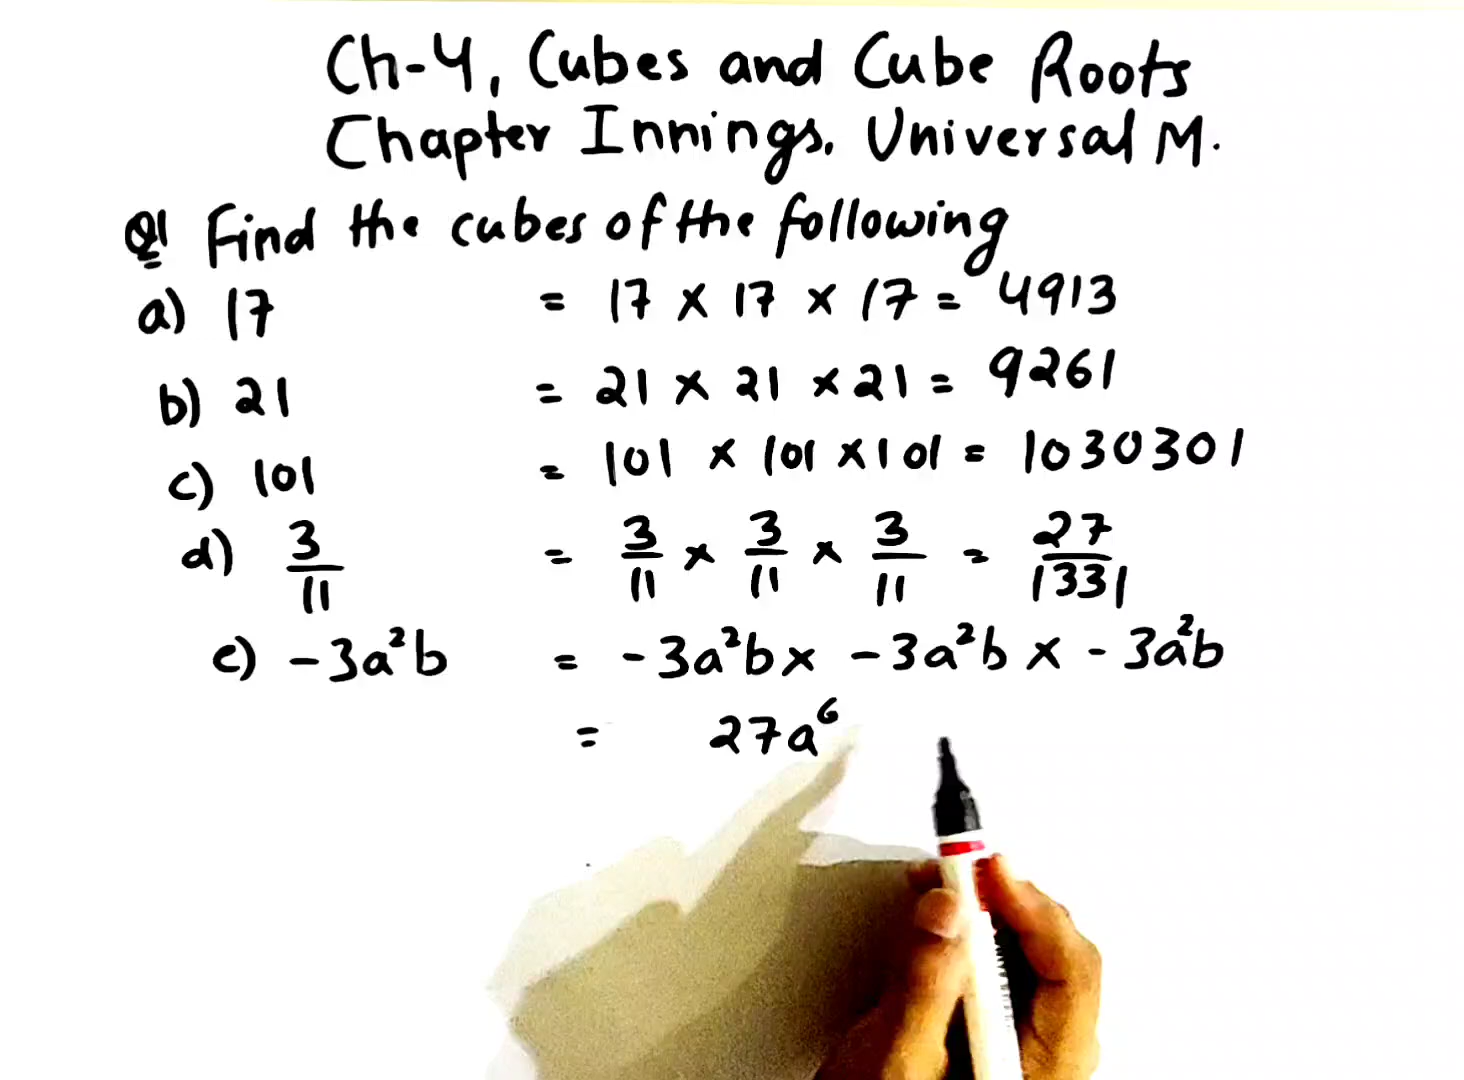 Ch-4, Cubes and Cube Roots
Chapter Innings. Universal M.
Q1 Find the cubes of the following
a) 17 = 17 × 17 × 17 = 4913
b) 21 = 21 × 21 × 21 = 9261
c) 101 = 101 × 101 × 101 = 1030301
d) 3/11 = 3/11 × 3/11 × 3/11 = 27/1331
e) -3a²b = -3a²b × -3a²b × -3a²b
= 27a⁶